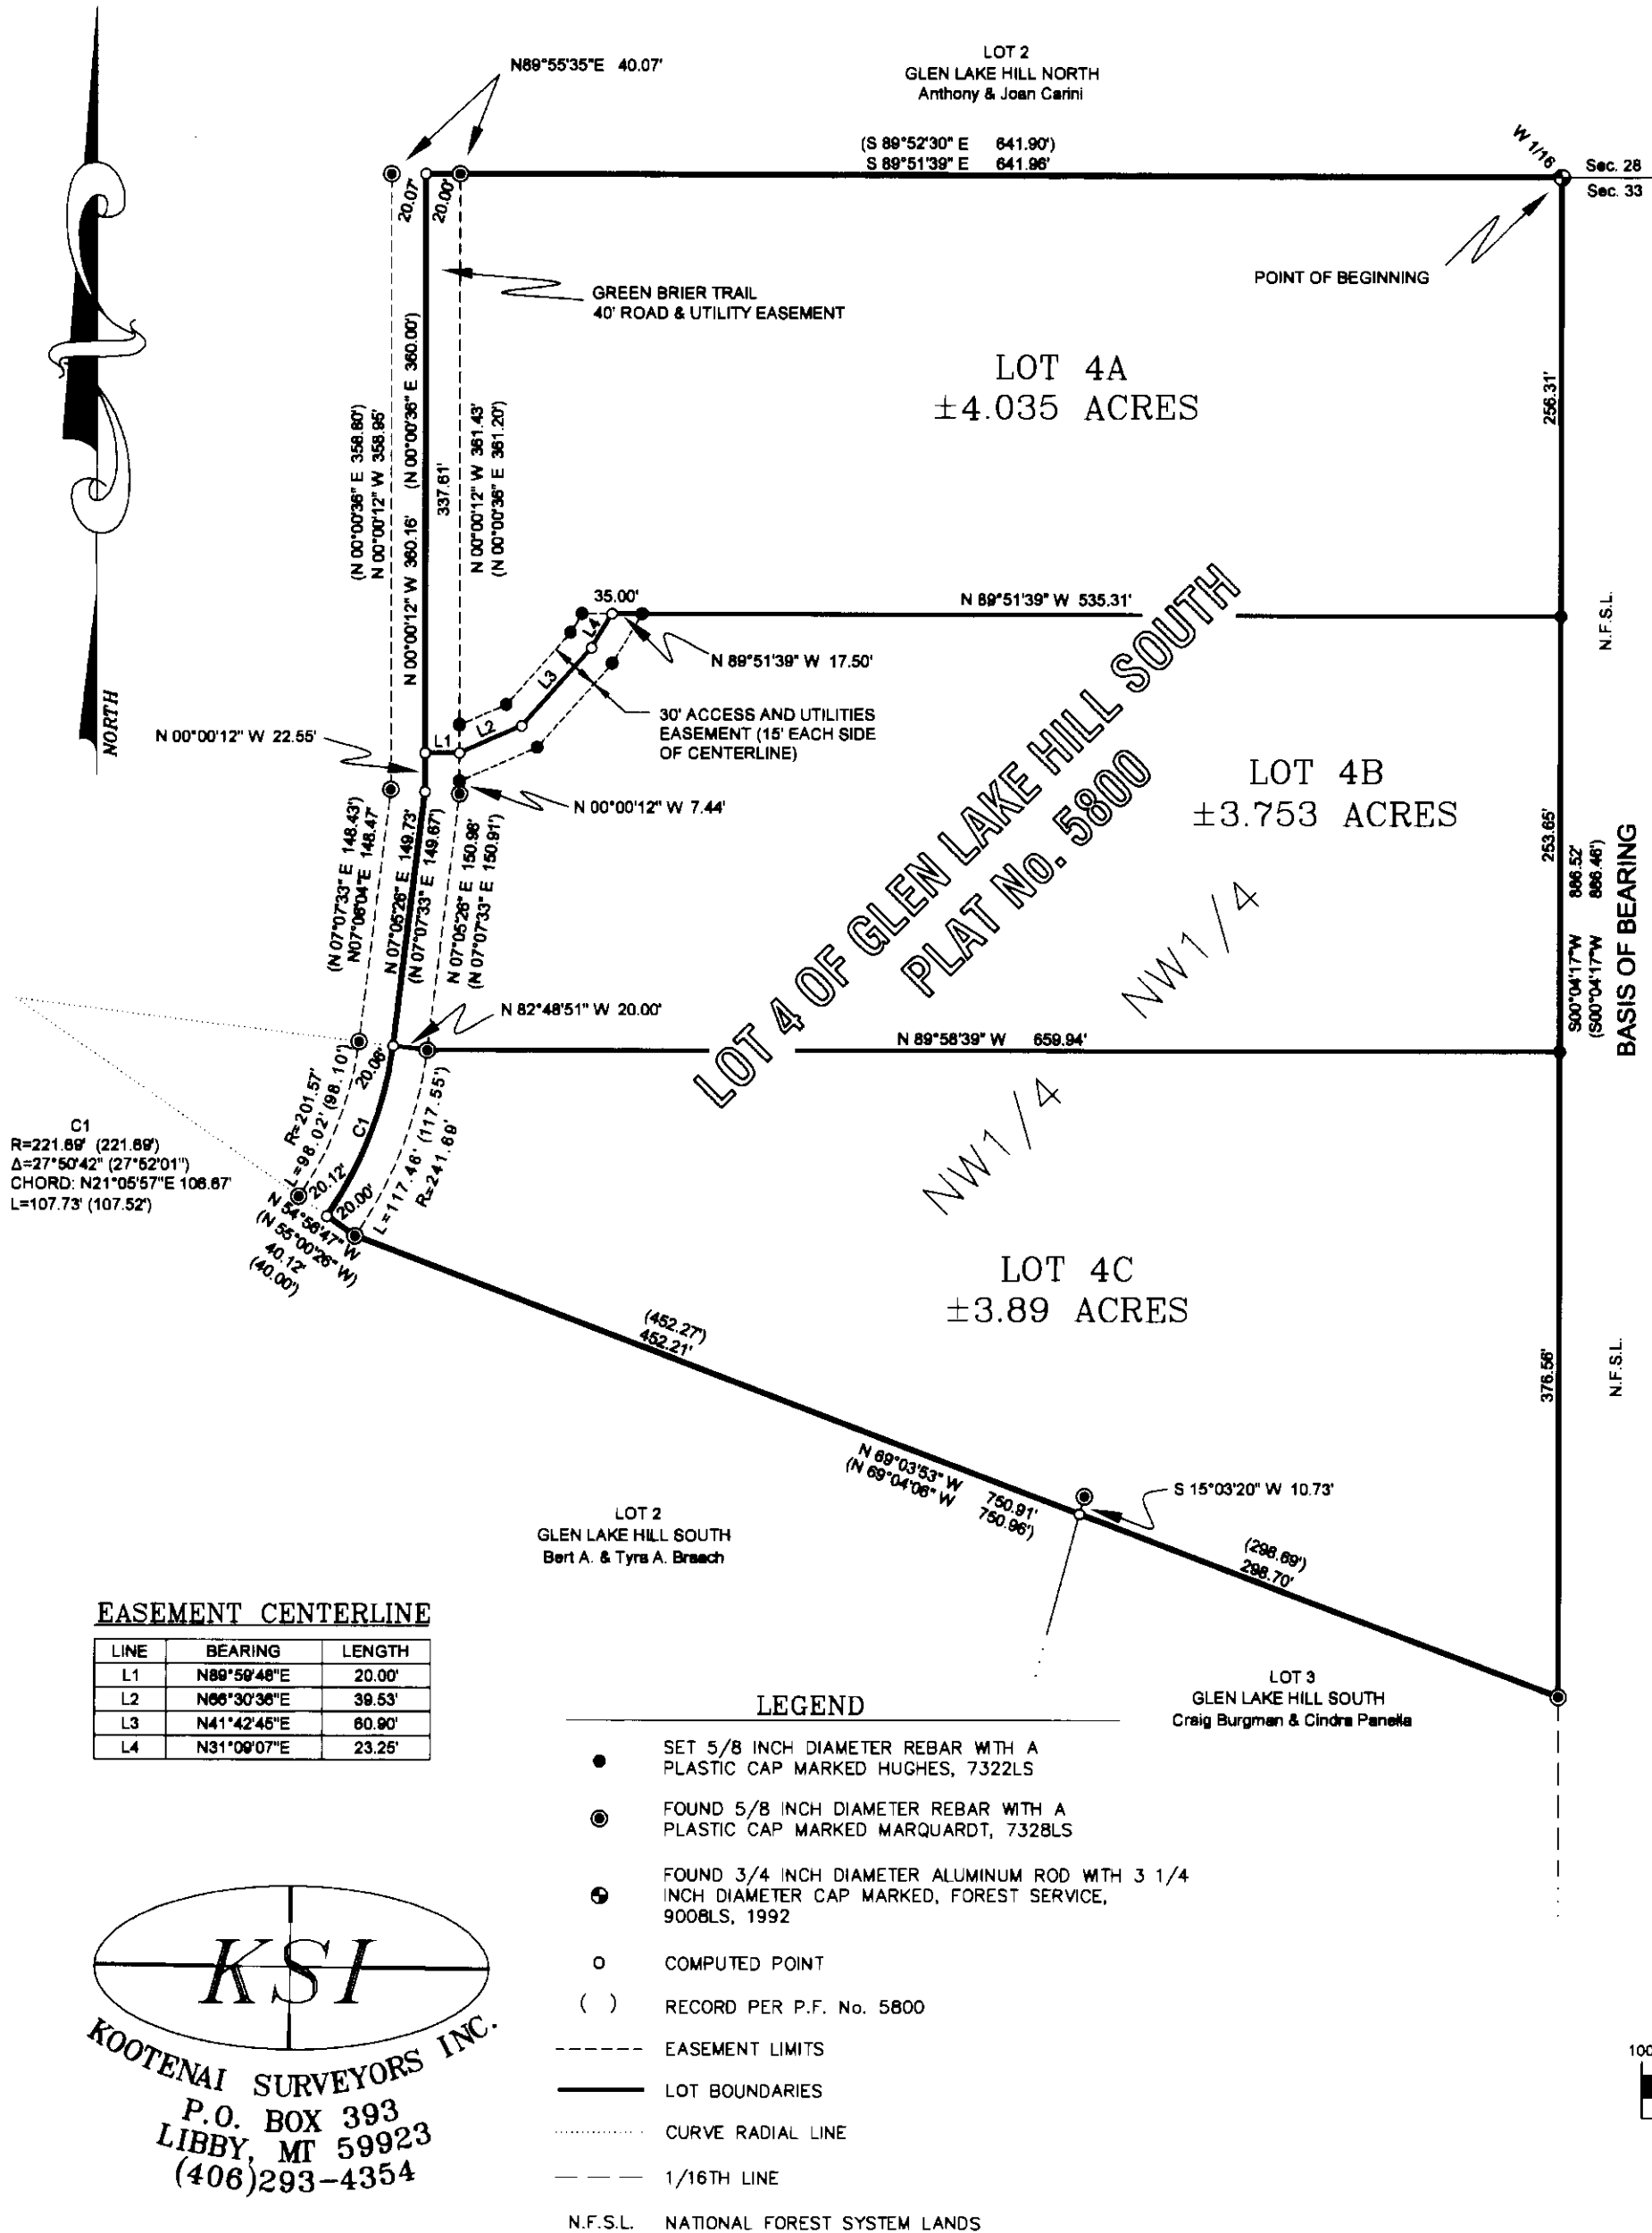 N89°55'35"E 40.07'
LOT 2
GLEN LAKE HILL NORTH
Anthony & Joan Carini
(S 89°52'30" E 641.90')
S 89°51'39" E 641.96'
W 1/16
Sec. 28
Sec. 33
20.07'
20.00'
POINT OF BEGINNING
GREEN BRIER TRAIL
40' ROAD & UTILITY EASEMENT
LOT 4A
±4.035 ACRES
256.31'
(N 00°00'36" E 358.80')
N 00°00'12" W 358.95'
N 00°00'12" W 360.16' (N 00°00'36" E 360.00')
337.61'
N 00°00'12" W 361.43'
(N 00°00'36" E 361.20')
NORTH
35.00'
N 89°51'39" W 535.31'
N.F.S.L.
N 89°51'39" W 17.50'
L4
L3
L2
L1
30' ACCESS AND UTILITIES
EASEMENT (15' EACH SIDE
OF CENTERLINE)
N 00°00'12" W 22.55'
N 00°00'12" W 7.44'
LOT 4 OF GLEN LAKE HILL SOUTH
PLAT No. 5800
LOT 4B
±3.753 ACRES
253.65'
S00°04'17"W 886.52'
(S00°04'17"W 886.46')
BASIS OF BEARING
(N 07°07'33" E 148.43')
N07°06'04"E 148.47'
N 07°05'26" E 149.73'
(N 07°07'33" E 149.67')
N 07°05'26" E 150.96'
(N 07°07'33" E 150.91')
NW1/4
N 82°48'51" W 20.00'
N 89°58'39" W 659.94'
NW1/4
20.06'
R=201.57'
L=98.02' (98.10')
C1
L=117.46' (117.55')
R=241.69'
C1
R=221.69' (221.69')
Δ=27°50'42" (27°52'01")
CHORD: N21°05'57"E 106.67'
L=107.73' (107.52')
20.12'
20.00'
N 54°56'47" W
(N 55°00'26" W)
40.12'
(40.00')
LOT 4C
±3.89 ACRES
376.56'
N.F.S.L.
(452.27')
452.21'
N 69°03'53" W 750.91'
(N 69°04'06" W 750.96')
S 15°03'20" W 10.73'
(298.69')
298.70'
LOT 2
GLEN LAKE HILL SOUTH
Bert A. & Tyra A. Braach
LOT 3
GLEN LAKE HILL SOUTH
Craig Burgman & Cindra Panella
EASEMENT CENTERLINE
LINE BEARING LENGTH
L1 N89°59'48"E 20.00'
L2 N66°30'36"E 39.53'
L3 N41°42'45"E 60.90'
L4 N31°09'07"E 23.25'
LEGEND
SET 5/8 INCH DIAMETER REBAR WITH A
PLASTIC CAP MARKED HUGHES, 7322LS
FOUND 5/8 INCH DIAMETER REBAR WITH A
PLASTIC CAP MARKED MARQUARDT, 7328LS
FOUND 3/4 INCH DIAMETER ALUMINUM ROD WITH 3 1/4
INCH DIAMETER CAP MARKED, FOREST SERVICE,
9008LS, 1992
COMPUTED POINT
( ) RECORD PER P.F. No. 5800
EASEMENT LIMITS
LOT BOUNDARIES
CURVE RADIAL LINE
1/16TH LINE
N.F.S.L. NATIONAL FOREST SYSTEM LANDS
KSI
KOOTENAI SURVEYORS INC.
P.O. BOX 393
LIBBY, MT 59923
(406)293-4354
100